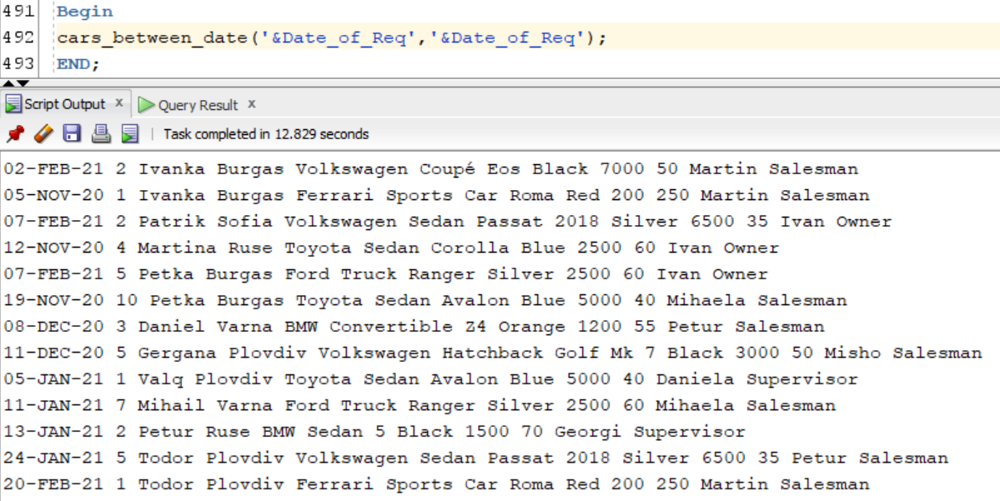 491 Begin
492 cars_between_date('&Date_of_Req','&Date_of_Req');
493 END;
Script Output x Query Result x
Task completed in 12.829 seconds
02-FEB-21 2 Ivanka Burgas Volkswagen Coupé Eos Black 7000 50 Martin Salesman
05-NOV-20 1 Ivanka Burgas Ferrari Sports Car Roma Red 200 250 Martin Salesman
07-FEB-21 2 Patrik Sofia Volkswagen Sedan Passat 2018 Silver 6500 35 Ivan Owner
12-NOV-20 4 Martina Ruse Toyota Sedan Corolla Blue 2500 60 Ivan Owner
07-FEB-21 5 Petka Burgas Ford Truck Ranger Silver 2500 60 Ivan Owner
19-NOV-20 10 Petka Burgas Toyota Sedan Avalon Blue 5000 40 Mihaela Salesman
08-DEC-20 3 Daniel Varna BMW Convertible Z4 Orange 1200 55 Petur Salesman
11-DEC-20 5 Gergana Plovdiv Volkswagen Hatchback Golf Mk 7 Black 3000 50 Misho Salesman
05-JAN-21 1 Valq Plovdiv Toyota Sedan Avalon Blue 5000 40 Daniela Supervisor
11-JAN-21 7 Mihail Varna Ford Truck Ranger Silver 2500 60 Mihaela Salesman
13-JAN-21 2 Petur Ruse BMW Sedan 5 Black 1500 70 Georgi Supervisor
24-JAN-21 5 Todor Plovdiv Volkswagen Sedan Passat 2018 Silver 6500 35 Petur Salesman
20-FEB-21 1 Todor Plovdiv Ferrari Sports Car Roma Red 200 250 Martin Salesman